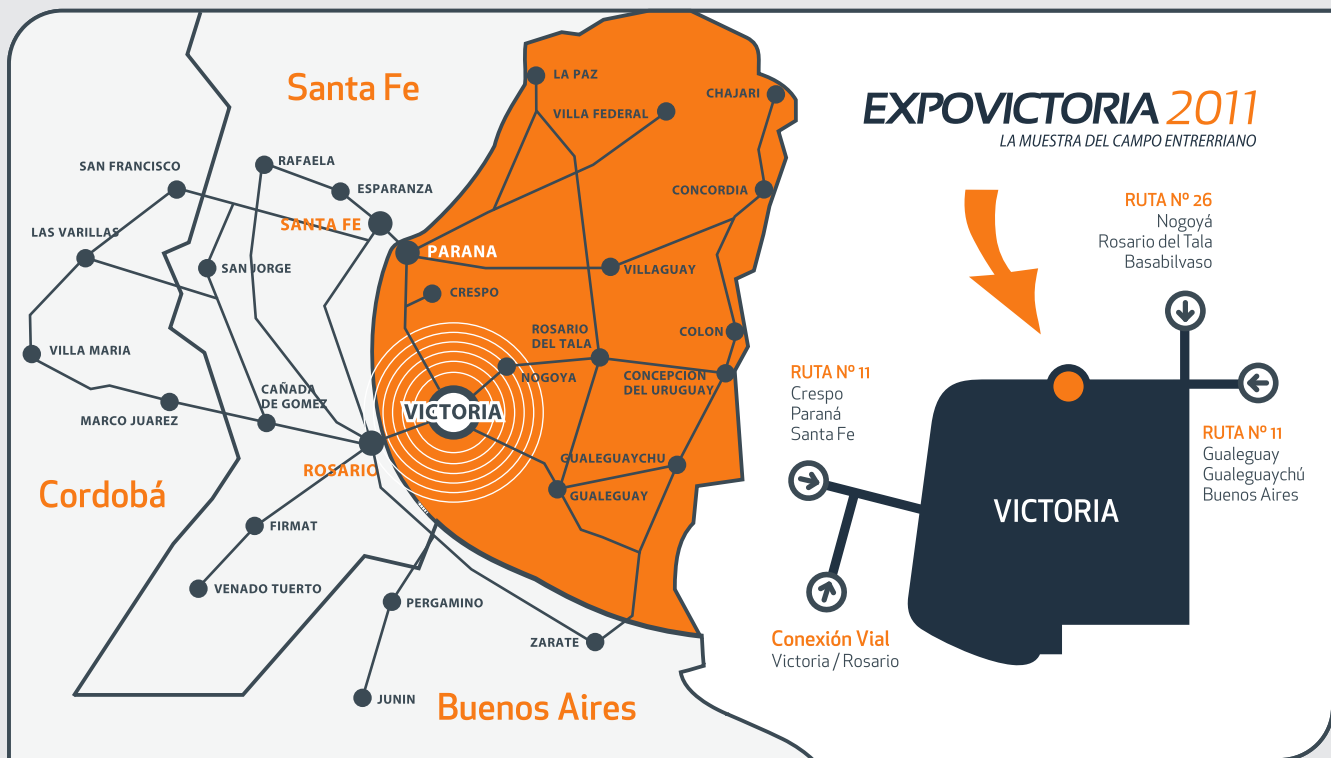 Santa Fe
LA PAZ
VILLA FEDERAL
CHAJARI
SAN FRANCISCO
RAFAELA
ESPERANZA
CONCORDIA
LAS VARILLAS
SANTA FE
PARANA
SAN JORGE
VILLAGUAY
CRESPO
ROSARIO
DEL TALA
COLON
VILLA MARIA
NOGOYA
CONCEPCION
DEL URUGUAY
CAÑADA
DE GOMEZ
MARCO JUAREZ
VICTORIA
ROSARIO
GUALEGUAYCHU
GUALEGUAY
Cordobá
FIRMAT
VENADO TUERTO
PERGAMINO
ZARATE
JUNIN
Buenos Aires
EXPOVICTORIA 2011
LA MUESTRA DEL CAMPO ENTRERRIANO
RUTA Nº 26
Nogoyá
Rosario del Tala
Basabilvaso
RUTA Nº 11
Crespo
Paraná
Santa Fe
RUTA Nº 11
Gualeguay
Gualeguaychú
Buenos Aires
VICTORIA
Conexión Vial
Victoria / Rosario